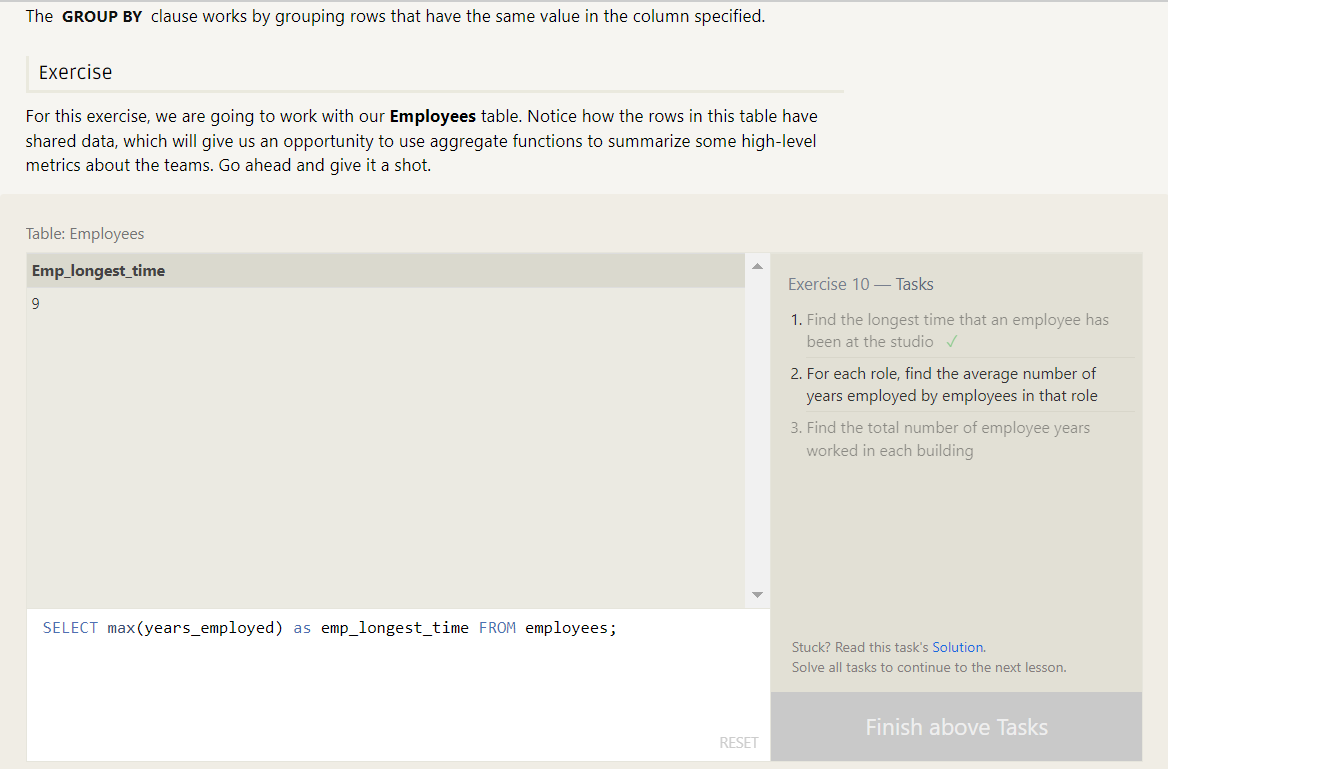 The GROUP BY clause works by grouping rows that have the same value in the column specified.
Exercise
For this exercise, we are going to work with our Employees table. Notice how the rows in this table have
shared data, which will give us an opportunity to use aggregate functions to summarize some high-level
metrics about the teams. Go ahead and give it a shot.
Table: Employees
Emp_longest_time
9
SELECT max(years_employed) as emp_longest_time FROM employees;
RESET
Exercise 10 — Tasks
1. Find the longest time that an employee has
been at the studio ✓
2. For each role, find the average number of
years employed by employees in that role
3. Find the total number of employee years
worked in each building
Stuck? Read this task's Solution.
Solve all tasks to continue to the next lesson.
Finish above Tasks